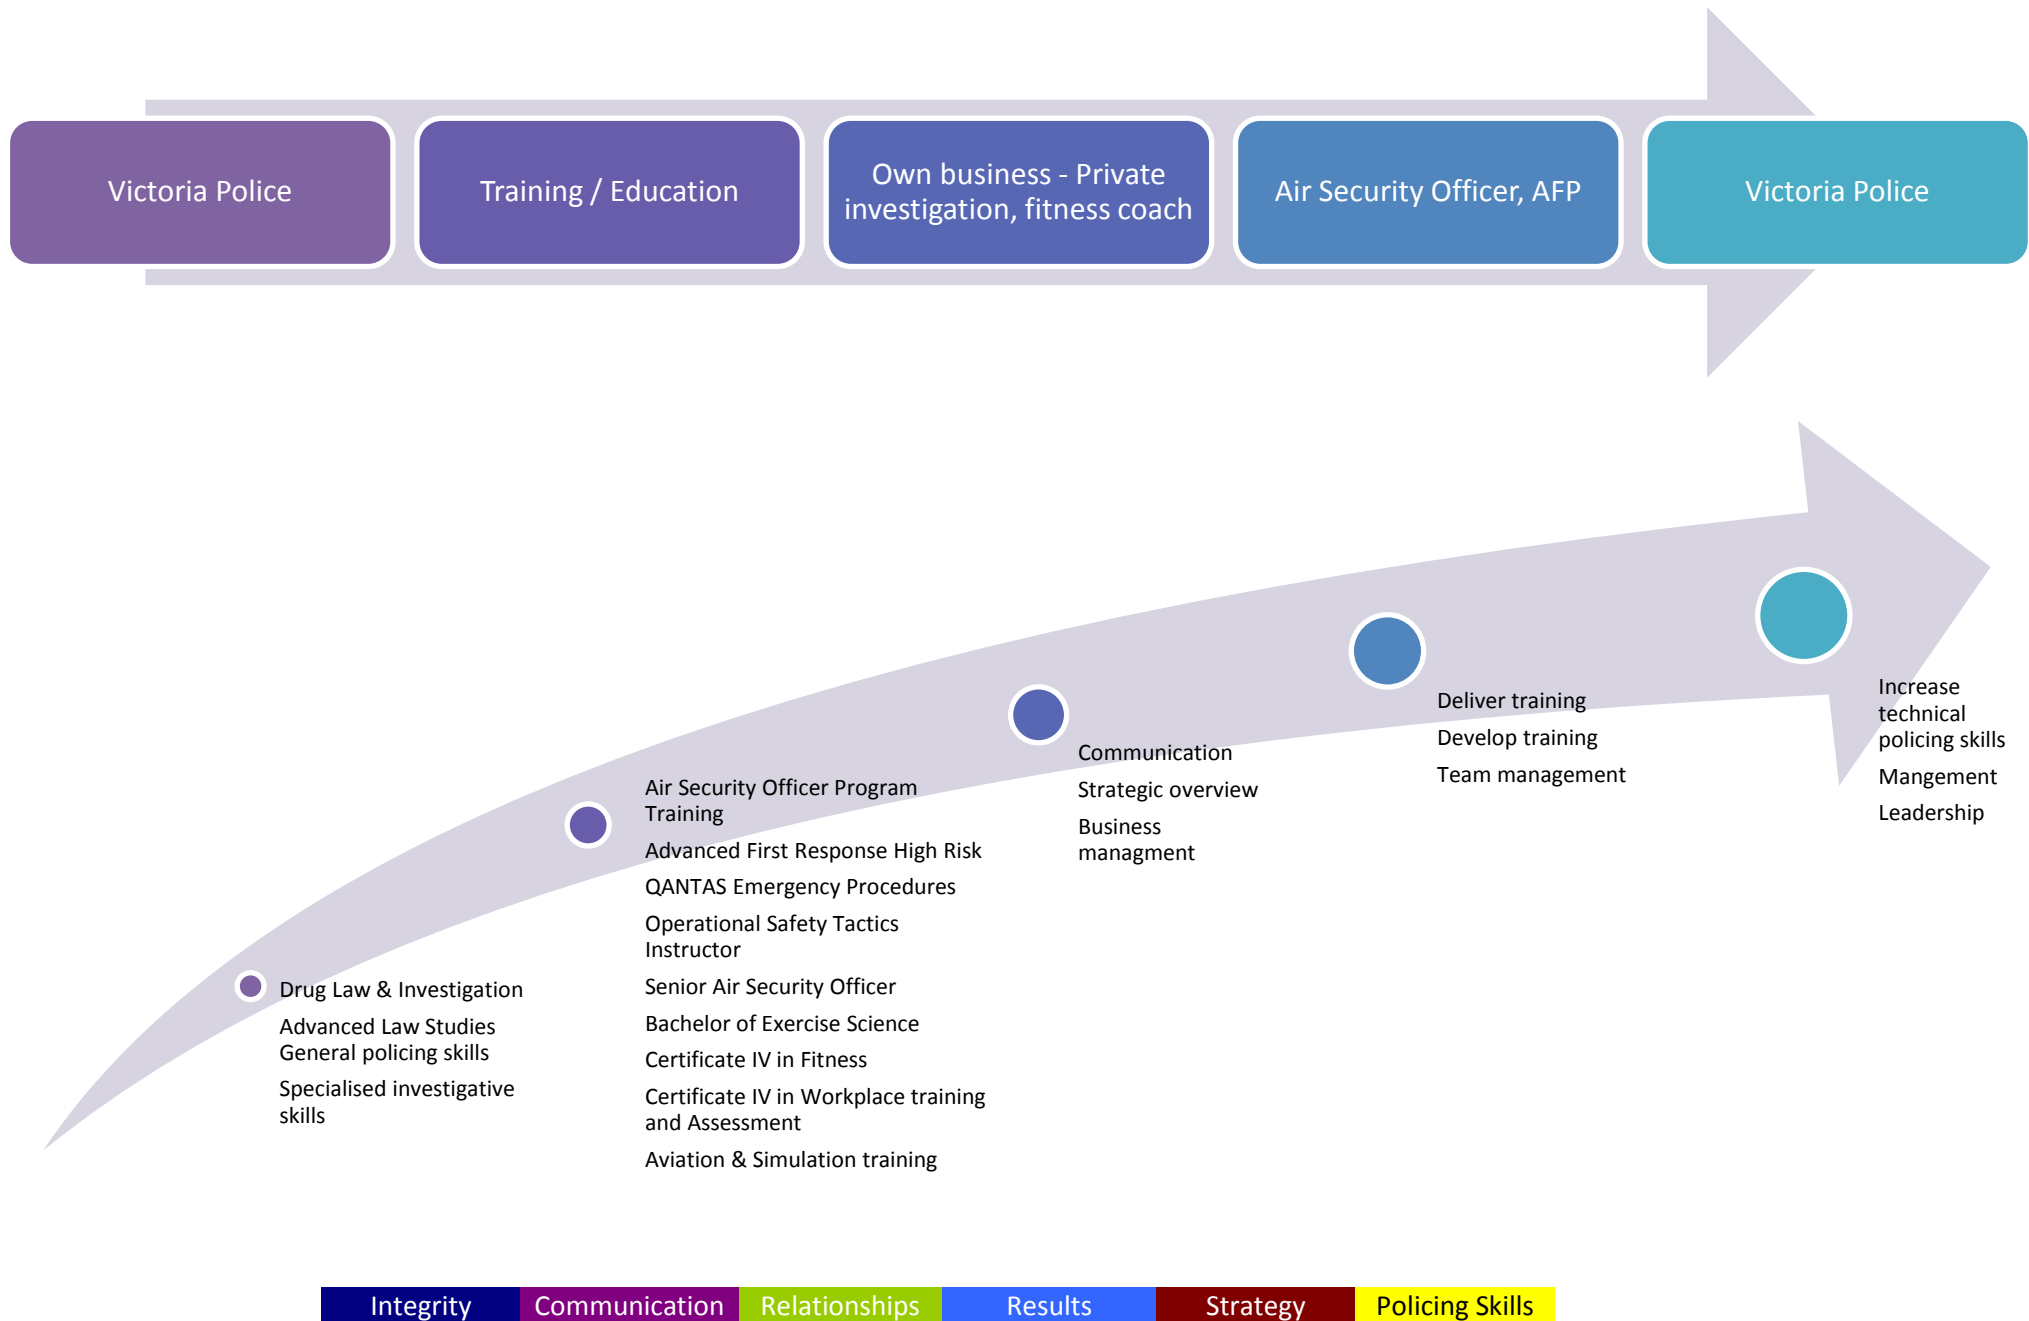 Victoria Police
Training / Education
Own business - Private
investigation, fitness coach
Air Security Officer, AFP
Victoria Police
Drug Law & Investigation
Advanced Law Studies
General policing skills
Specialised investigative
skills
Air Security Officer Program
Training
Advanced First Response High Risk
QANTAS Emergency Procedures
Operational Safety Tactics
Instructor
Senior Air Security Officer
Bachelor of Exercise Science
Certificate IV in Fitness
Certificate IV in Workplace training
and Assessment
Aviation & Simulation training
Communication
Strategic overview
Business
managment
Deliver training
Develop training
Team management
Increase
technical
policing skills
Mangement
Leadership
Integrity
Communication
Relationships
Results
Strategy
Policing Skills